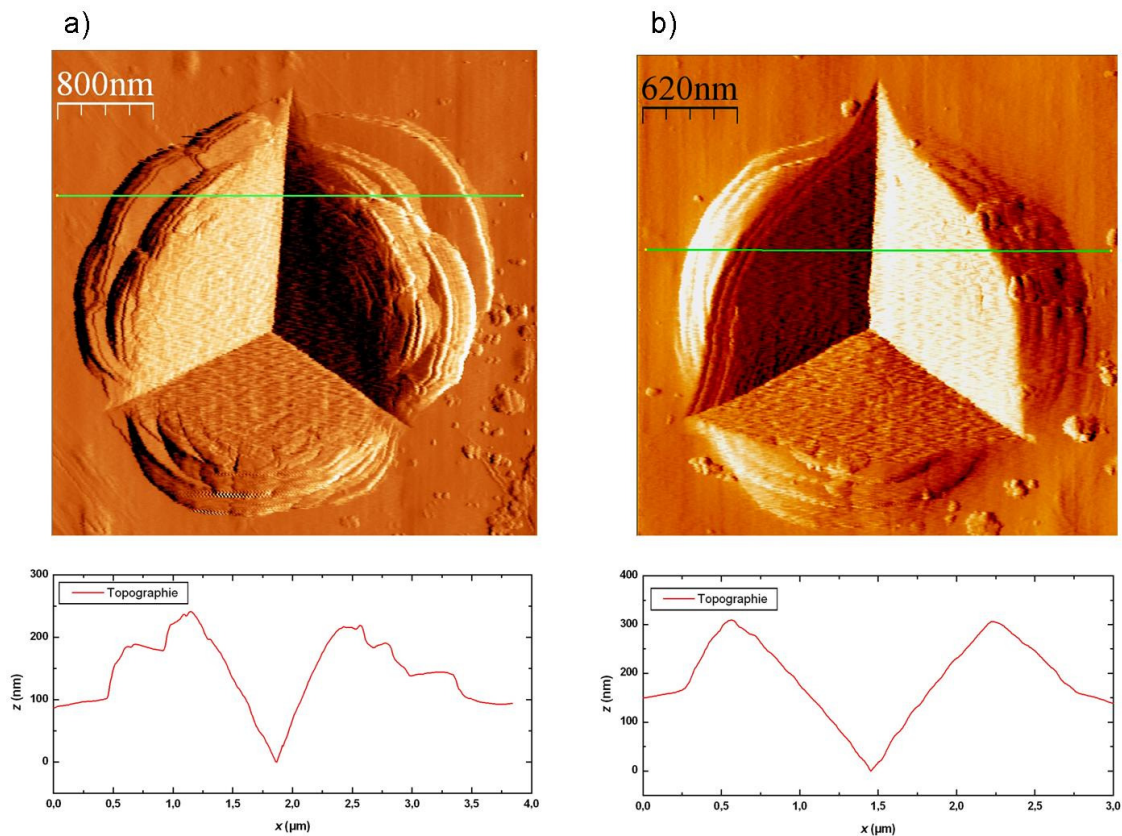 a)
b)
800nm
620nm
300
200
100
0
z (nm)
Topographie
0,0 0,5 1,0 1,5 2,0 2,5 3,0 3,5 4,0
x (µm)
400
300
200
100
0
z (nm)
Topographie
0,0 0,5 1,0 1,5 2,0 2,5 3,0
x (µm)